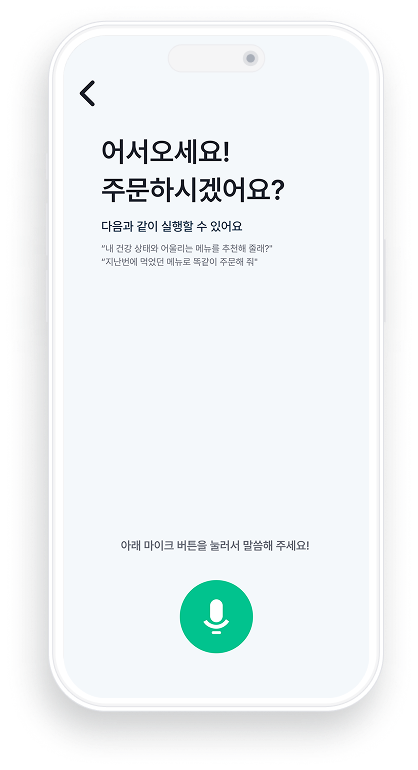 어서오세요!
주문하시겠어요?
다음과 같이 실행할 수 있어요
"내 건강 상태와 어울리는 메뉴를 추천해 줄래?"
"지난번에 먹었던 메뉴로 똑같이 주문해 줘"
아래 마이크 버튼을 눌러서 말씀해 주세요!